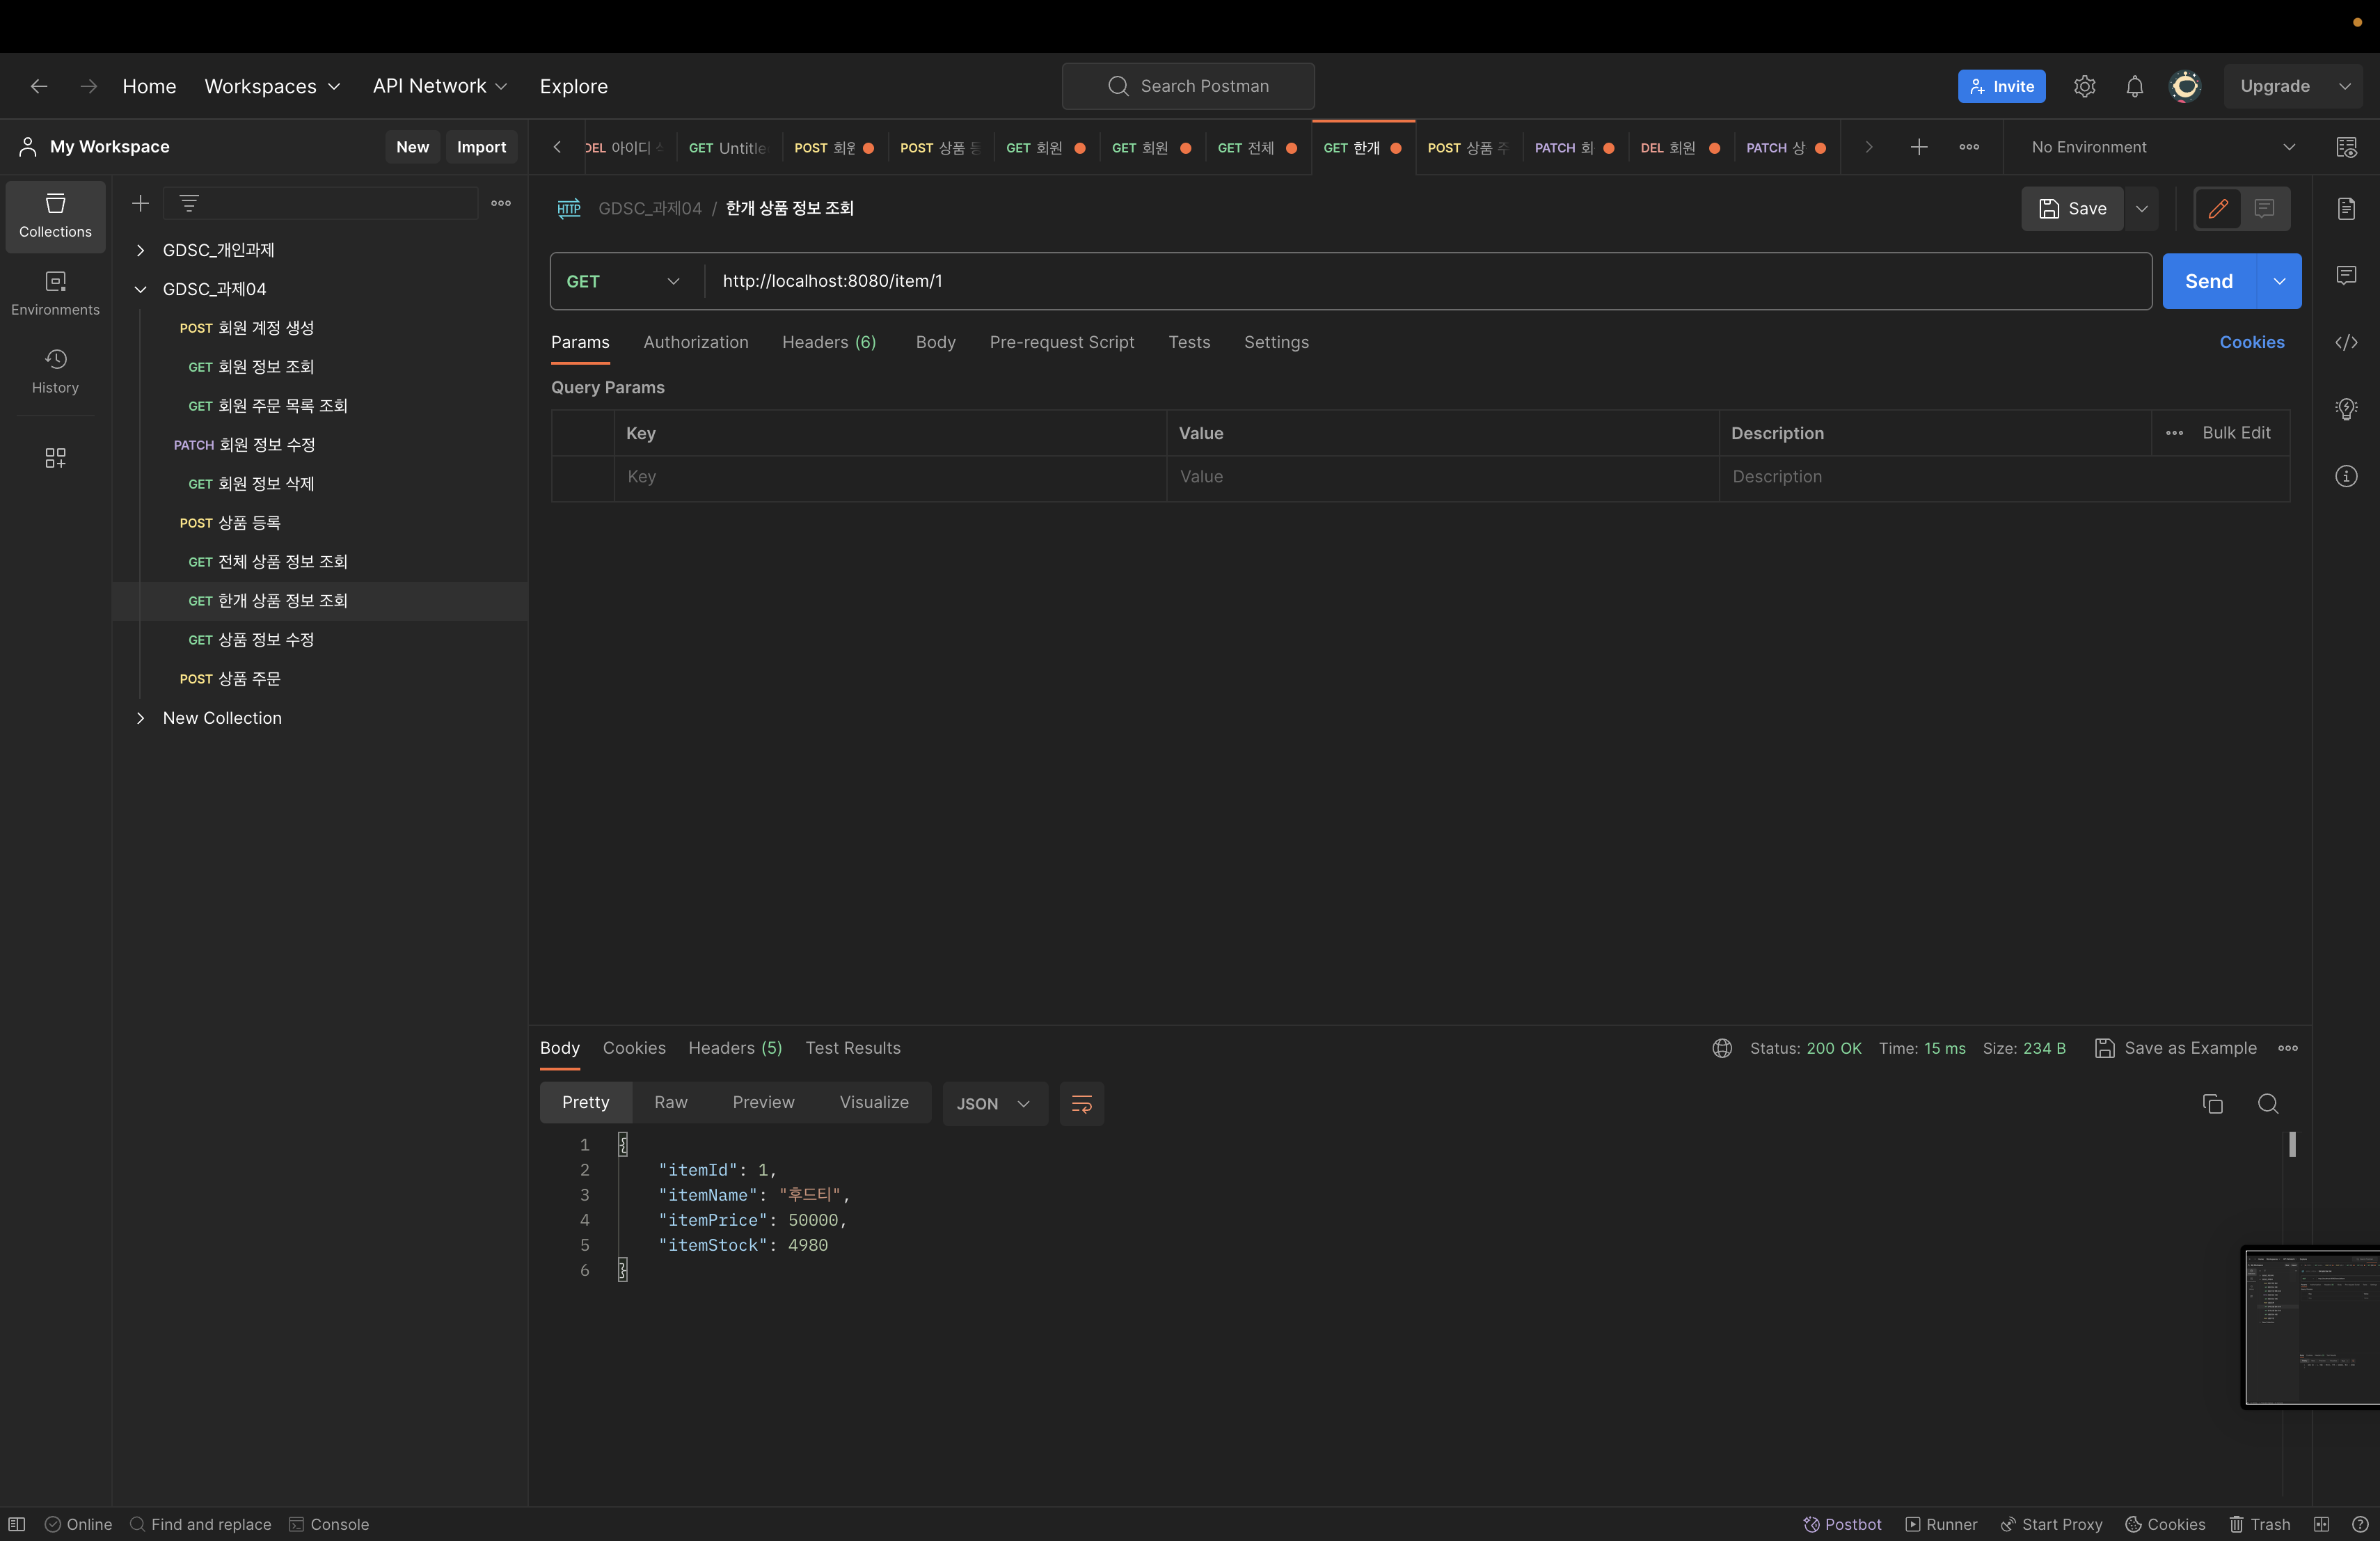 Home Workspaces API Network Explore Search Postman Invite Upgrade
My Workspace New Import DEL 아이디 GET Untitle POST 회원 POST 상품 GET 회원 GET 회원 GET 전체 GET 한개 POST 상품 PATCH 회 DEL 회원 PATCH 상 No Environment
Collections
Environments
History
GDSC_개인과제
GDSC_과제04
POST 회원 계정 생성
GET 회원 정보 조회
GET 회원 주문 목록 조회
PATCH 회원 정보 수정
GET 회원 정보 삭제
POST 상품 등록
GET 전체 상품 정보 조회
GET 한개 상품 정보 조회
GET 상품 정보 수정
POST 상품 주문
New Collection
HTTP GDSC_과제04 / 한개 상품 정보 조회 Save
GET http://localhost:8080/item/1 Send
Params Authorization Headers (6) Body Pre-request Script Tests Settings Cookies
Query Params
Key Value Description Bulk Edit
Key Value Description
Body Cookies Headers (5) Test Results Status: 200 OK Time: 15 ms Size: 234 B Save as Example
Pretty Raw Preview Visualize JSON
1 {
2 "itemId": 1,
3 "itemName": "후드티",
4 "itemPrice": 50000,
5 "itemStock": 4980
6 }
Online Find and replace Console Postbot Runner Start Proxy Cookies Trash